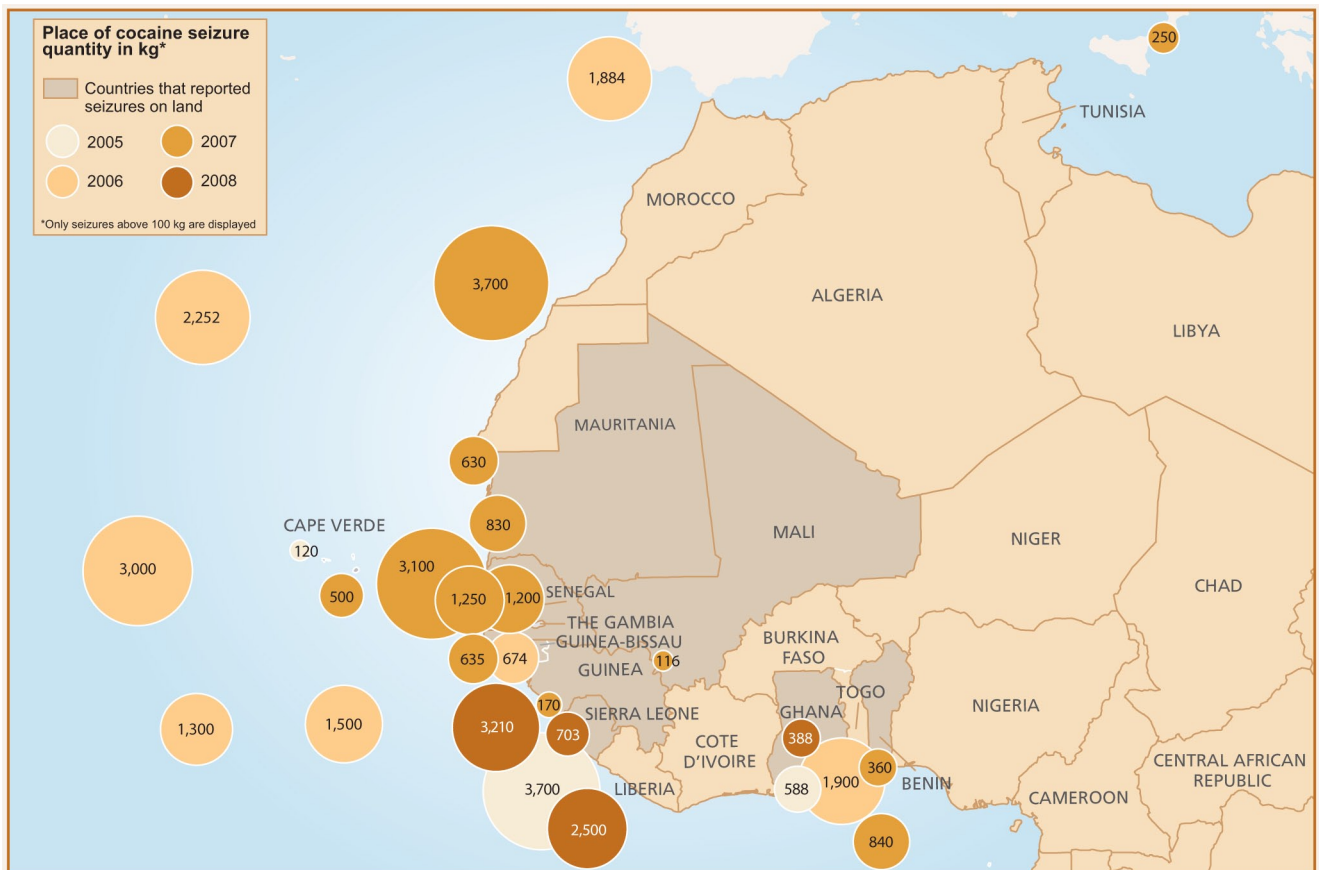 Place of cocaine seizure
quantity in kg*
Countries that reported
seizures on land
2005
2007
2006
2008
*Only seizures above 100 kg are displayed
250
1,884
TUNISIA
MOROCCO
3,700
ALGERIA
2,252
LIBYA
MAURITANIA
630
830
CAPE VERDE
120
MALI
NIGER
3,000
3,100
CHAD
500
1,250
1,200
SENEGAL
THE GAMBIA
GUINEA-BISSAU
BURKINA
FASO
635
674
116
GUINEA
TOGO
170
NIGERIA
1,300
1,500
3,210
SIERRA LEONE
GHANA
703
388
COTE
D'IVOIRE
CENTRAL AFRICAN
REPUBLIC
3,700
LIBERIA
588
1,900
360
BENIN
CAMEROON
2,500
840